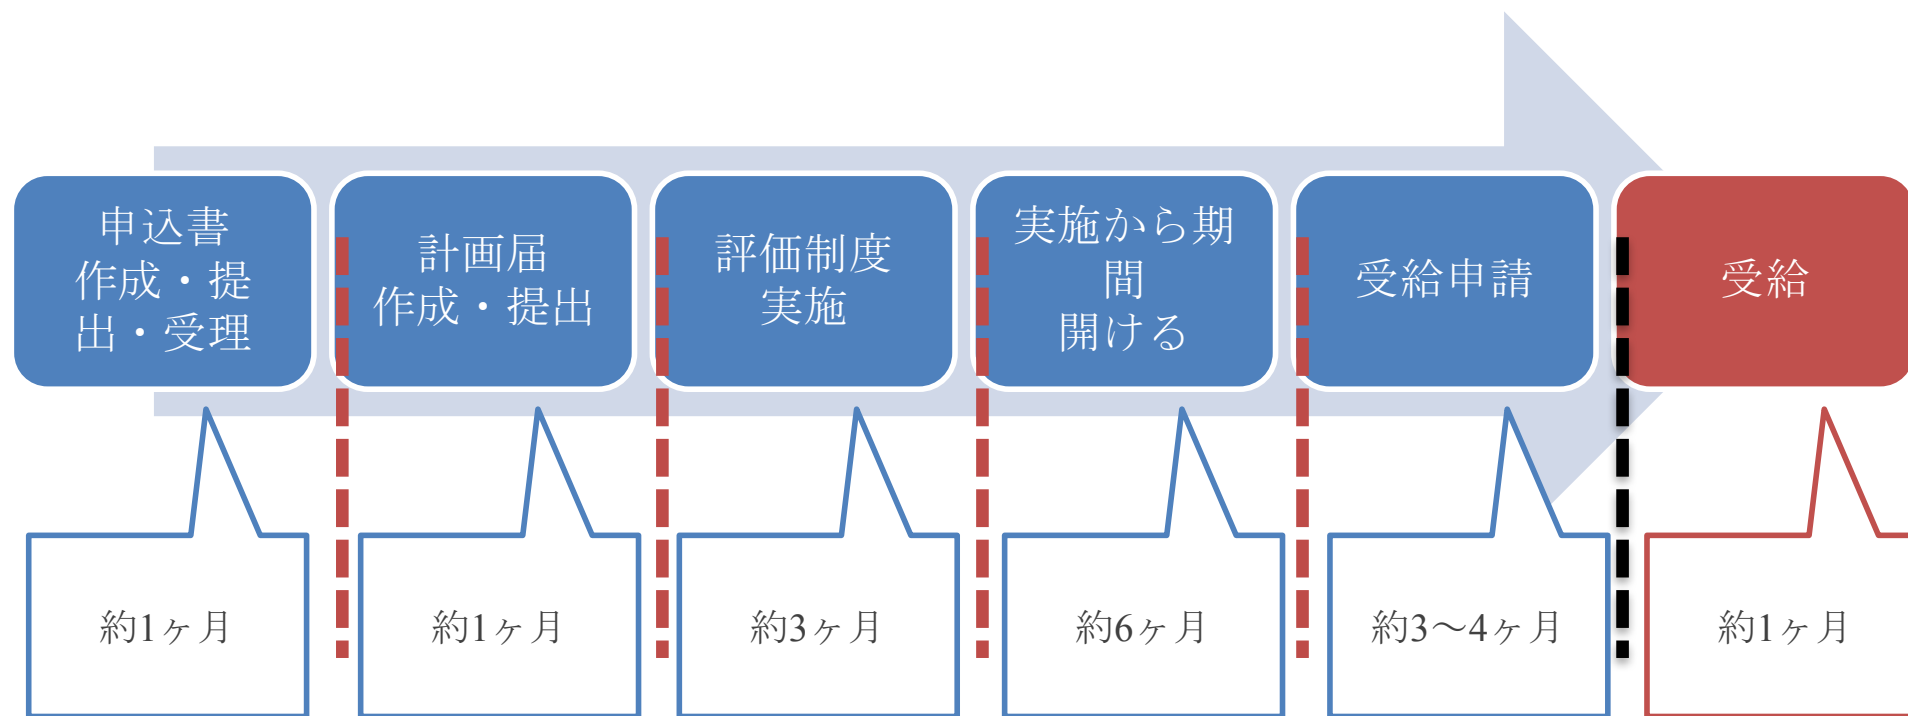 申込書
作成・提
出・受理
計画届
作成・提出
評価制度
実施
実施から期
間
開ける
受給申請
受給
約1ヶ月
約1ヶ月
約3ヶ月
約6ヶ月
約3〜4ヶ月
約1ヶ月